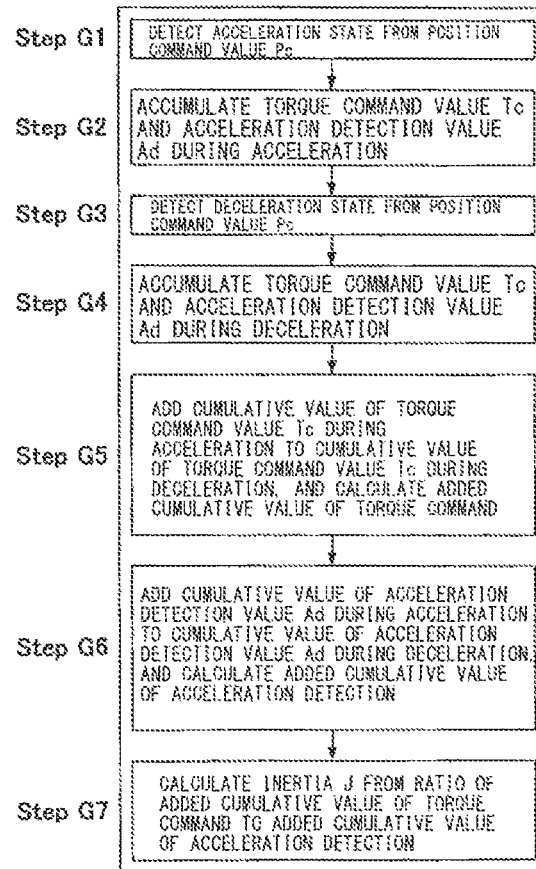 Step G1
DETECT ACCELERATION STATE FROM POSITION
COMMAND VALUE Pc
Step G2
ACCUMULATE TORQUE COMMAND VALUE Tc
AND ACCELERATION DETECTION VALUE
Ad DURING ACCELERATION
Step G3
DETECT DECELERATION STATE FROM POSITION
COMMAND VALUE Pc
Step G4
ACCUMULATE TORQUE COMMAND VALUE Tc
AND ACCELERATION DETECTION VALUE
Ad DURING DECELERATION
Step G5
ADD CUMULATIVE VALUE OF TORQUE
COMMAND VALUE Tc DURING
ACCELERATION TO CUMULATIVE VALUE
OF TORQUE COMMAND VALUE Tc DURING
DECELERATION, AND CALCULATE ADDED
CUMULATIVE VALUE OF TORQUE COMMAND
Step G6
ADD CUMULATIVE VALUE OF ACCELERATION
DETECTION VALUE Ad DURING ACCELERATION
TO CUMULATIVE VALUE OF ACCELERATION
DETECTION VALUE Ad DURING DECELERATION,
AND CALCULATE ADDED CUMULATIVE VALUE
OF ACCELERATION DETECTION
Step G7
CALCULATE INERTIA J FROM RATIO OF
ADDED CUMULATIVE VALUE OF TORQUE
COMMAND TO ADDED CUMULATIVE VALUE
OF ACCELERATION DETECTION